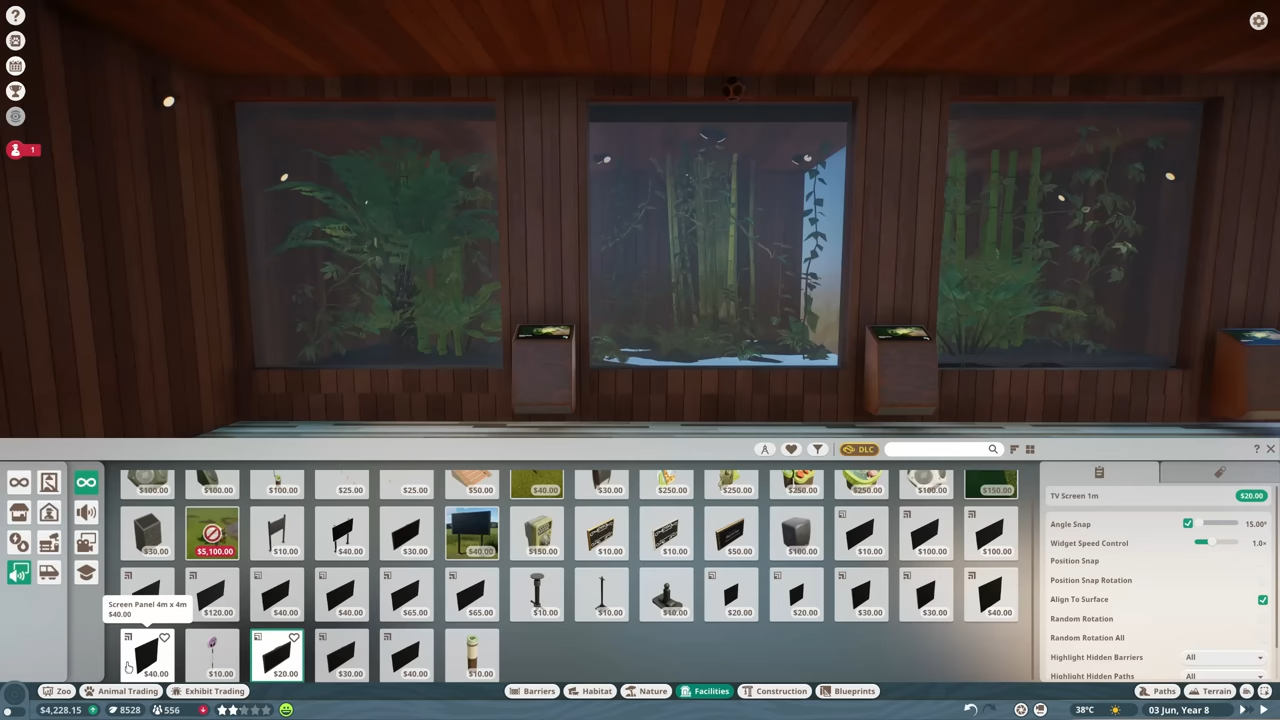 ?
1
DLC
?
$100.00
$100.00
$100.00
$25.00
$25.00
$50.00
$40.00
$30.00
$250.00
$250.00
$250.00
$250.00
$100.00
$150.00
$30.00
$5,100.00
$10.00
$40.00
$30.00
$40.00
$150.00
$10.00
$10.00
$50.00
$100.00
$10.00
$100.00
$100.00
Screen Panel 4m x 4m
$40.00
$120.00
$40.00
$40.00
$65.00
$65.00
$10.00
$10.00
$10.00
$20.00
$20.00
$30.00
$30.00
$40.00
$40.00
$10.00
$20.00
$30.00
$40.00
$10.00
TV Screen 1m
$20.00
Angle Snap
15.00°
Widget Speed Control
1.0×
Position Snap
Position Snap Rotation
Align To Surface
Random Rotation
Random Rotation All
Highlight Hidden Barriers
All
Highlight Hidden Paths
All
Zoo
Animal Trading
Exhibit Trading
Barriers
Habitat
Nature
Facilities
Construction
Blueprints
Paths
Terrain
$4,228.15
8528
556
38°C
03 Jun, Year 8